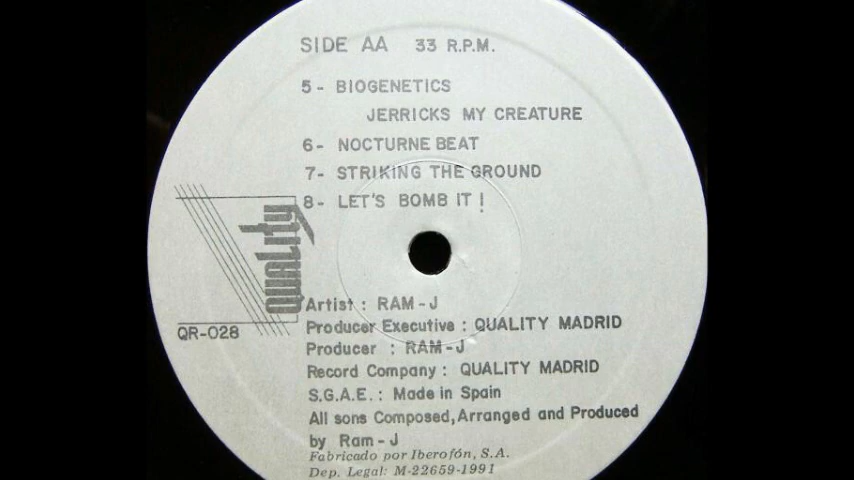 SIDE AA 33 R.P.M.
5- BIOGENETICS
JERRICKS MY CREATURE
6- NOCTURNE BEAT
7- STRIKING THE GROUND
8- LET'S BOMB IT !
QUALity
QR-028
Artist : RAM-J
Producer Executive : QUALITY MADRID
Producer : RAM-J
Record Company : QUALITY MADRID
S.G.A.E. : Made in Spain
All sons Composed, Arranged and Produced
by Ram-J
Fabricado por Iberofón, S.A.
Dep. Legal: M-22659-1991